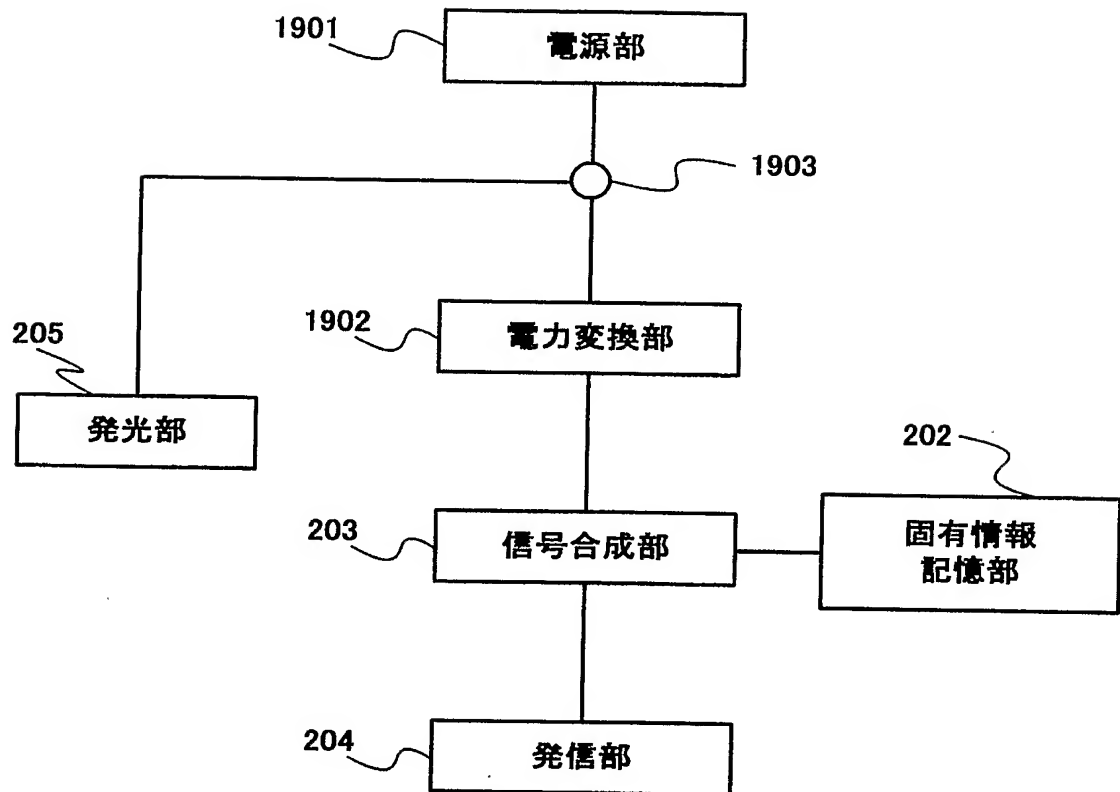 1901
電源部
1903
1902
電力変換部
205
発光部
202
203
信号合成部
固有情報
記憶部
204
発信部